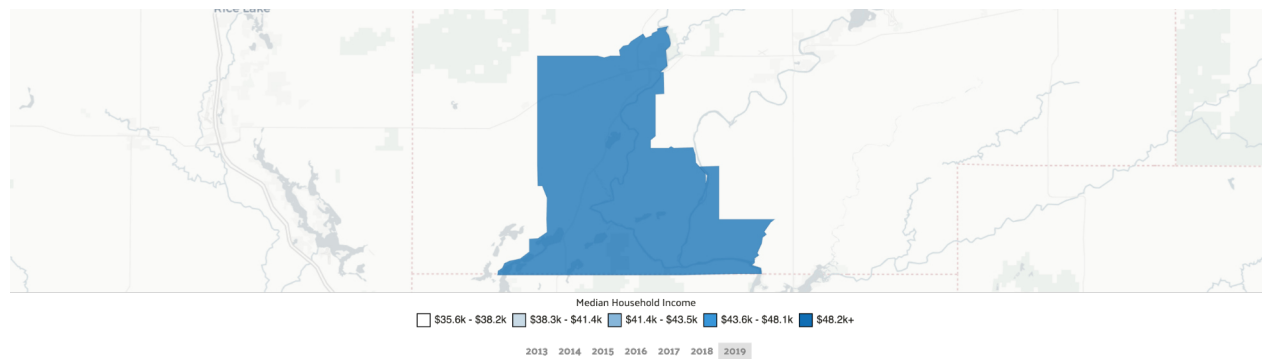 Rice Lake
Median Household Income
$35.6k - $38.2k $38.3k - $41.4k $41.4k - $43.5k $43.6k - $48.1k $48.2k+
2013 2014 2015 2016 2017 2018 2019